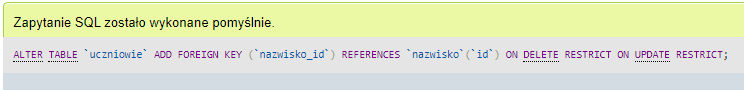 Zapytanie SQL zostało wykonane pomyślnie.
ALTER TABLE `uczniowie` ADD FOREIGN KEY (`nazwisko_id`) REFERENCES `nazwisko`(`id`) ON DELETE RESTRICT ON UPDATE RESTRICT;